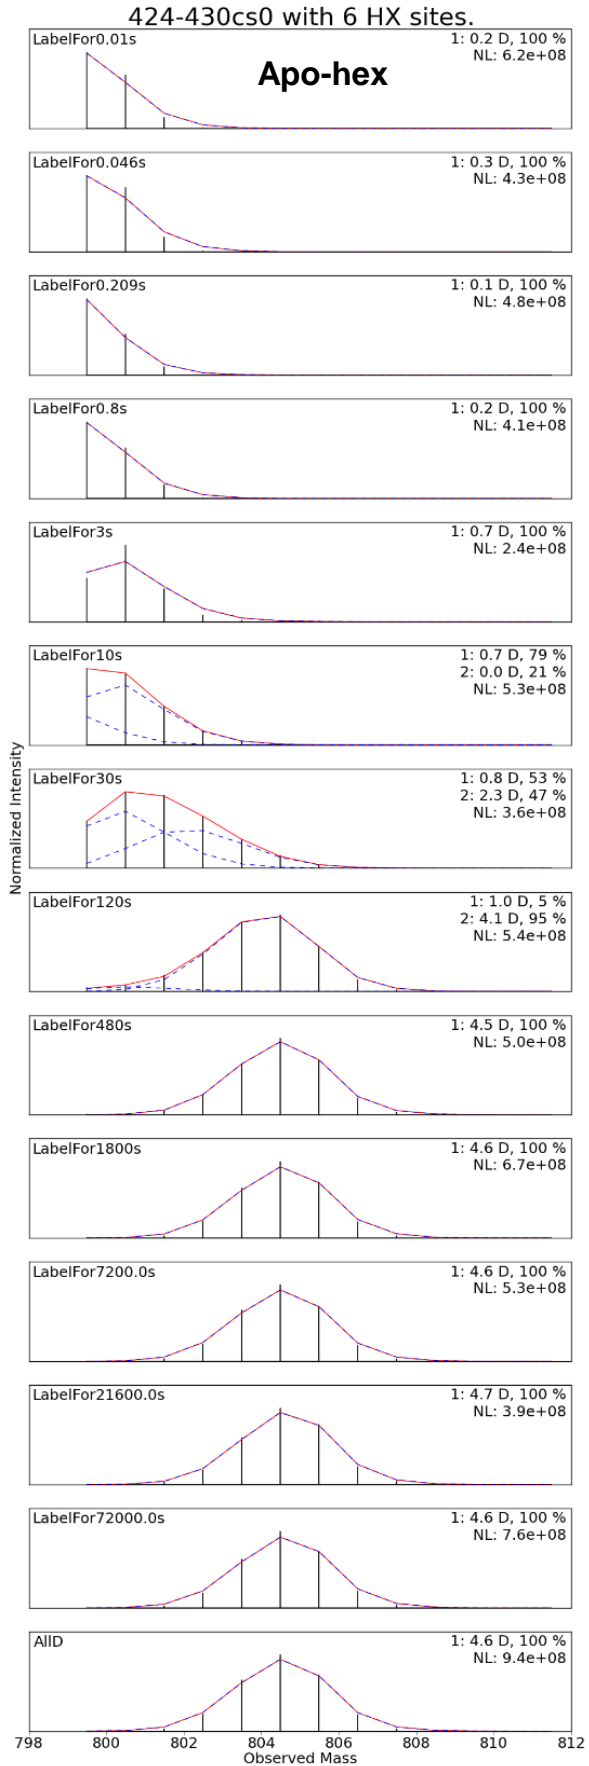 424-430cs0 with 6 HX sites.
LabelFor0.01s
Apo-hex
1: 0.2 D, 100 %
NL: 6.2e+08
LabelFor0.046s
1: 0.3 D, 100 %
NL: 4.3e+08
LabelFor0.209s
1: 0.1 D, 100 %
NL: 4.8e+08
LabelFor0.8s
1: 0.2 D, 100 %
NL: 4.1e+08
LabelFor3s
1: 0.7 D, 100 %
NL: 2.4e+08
LabelFor10s
1: 0.7 D, 79 %
2: 0.0 D, 21 %
NL: 5.3e+08
LabelFor30s
1: 0.8 D, 53 %
2: 2.3 D, 47 %
NL: 3.6e+08
Normalized Intensity
LabelFor120s
1: 1.0 D, 5 %
2: 4.1 D, 95 %
NL: 5.4e+08
LabelFor480s
1: 4.5 D, 100 %
NL: 5.0e+08
LabelFor1800s
1: 4.6 D, 100 %
NL: 6.7e+08
LabelFor7200.0s
1: 4.6 D, 100 %
NL: 5.3e+08
LabelFor21600.0s
1: 4.7 D, 100 %
NL: 3.9e+08
LabelFor72000.0s
1: 4.6 D, 100 %
NL: 7.6e+08
AllD
1: 4.6 D, 100 %
NL: 9.4e+08
798 800 802 804 806 808 810 812
Observed Mass